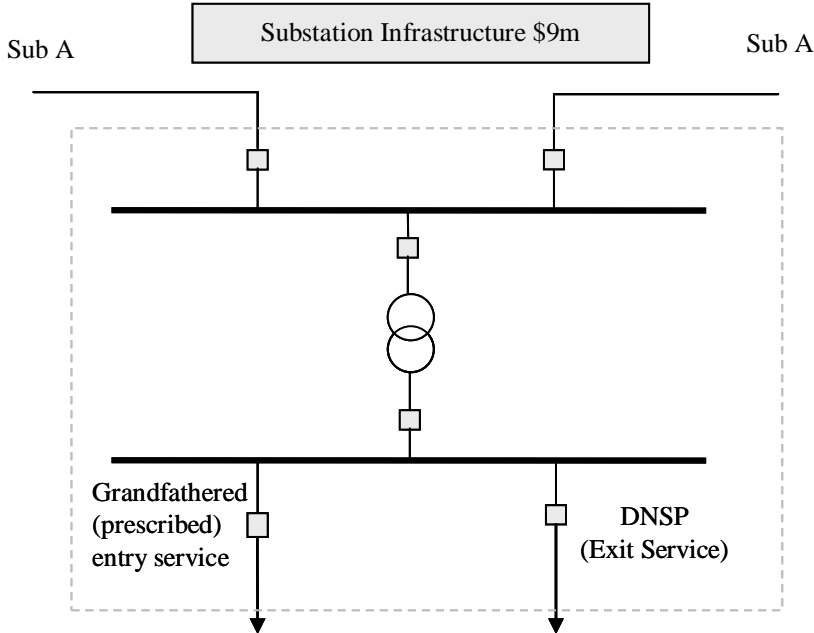 Substation Infrastructure $9m
Sub A
Sub A
Grandfathered
(prescribed)
entry service
DNSP
(Exit Service)